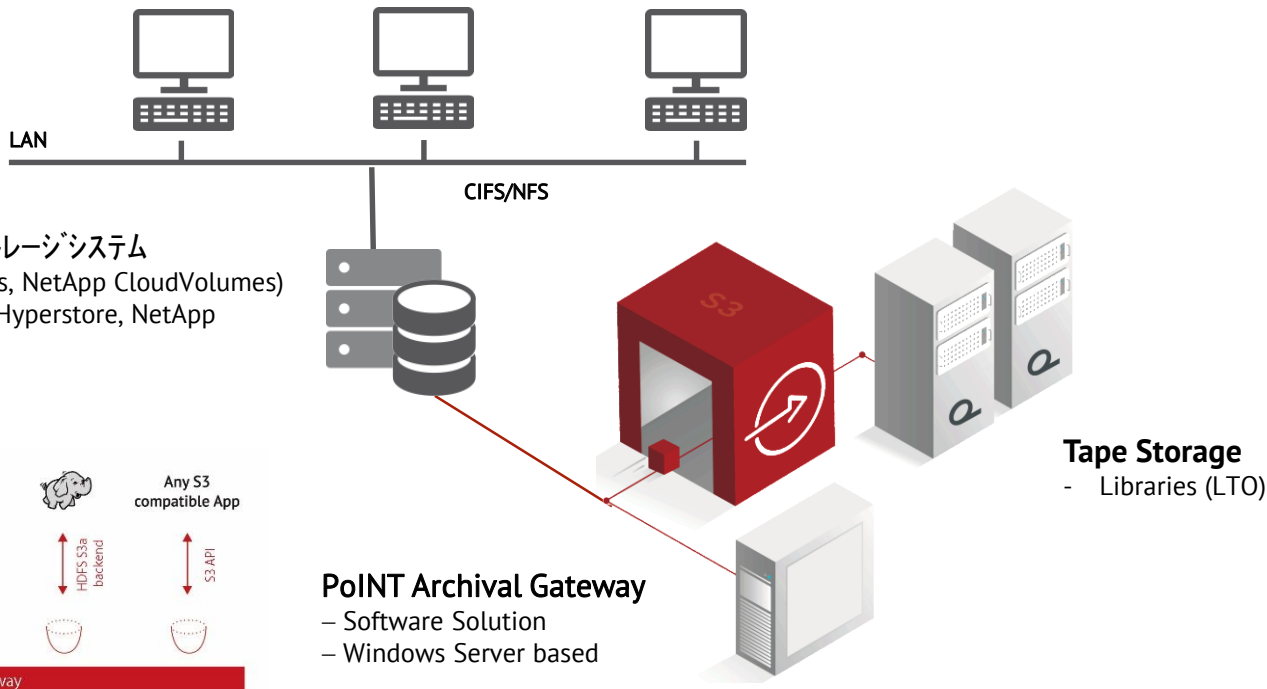 LAN
CIFS/NFS
レージシステム
s, NetApp CloudVolumes)
Hyperstore, NetApp
S3
Tape Storage
- Libraries (LTO)
Any S3
compatible App
HDFS S3a
backend
S3 API
PoINT Archival Gateway
– Software Solution
– Windows Server based
way